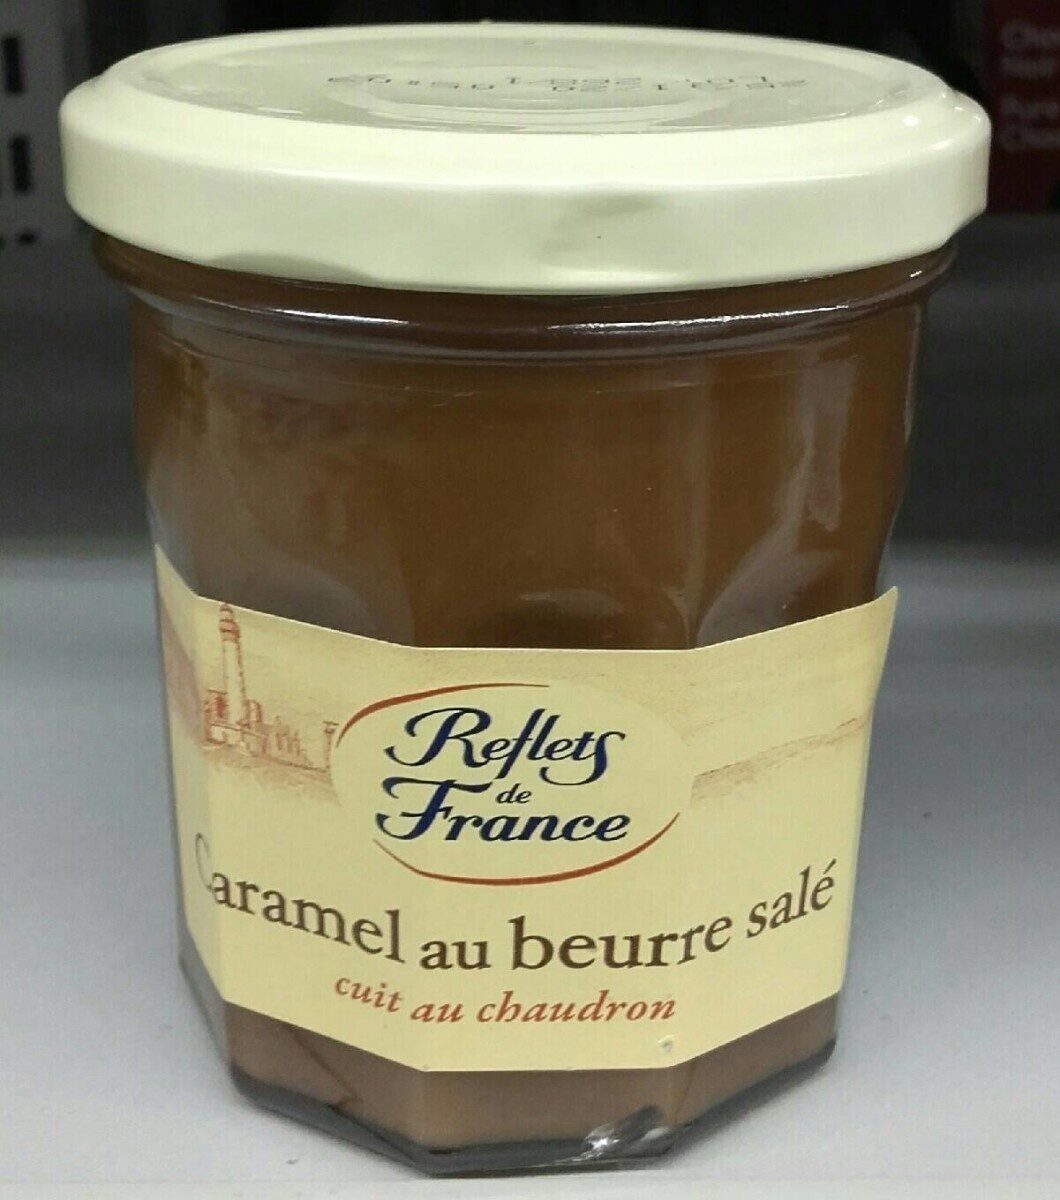 Reflets
de
France
Caramel au beurre salé
cuit au chaudron